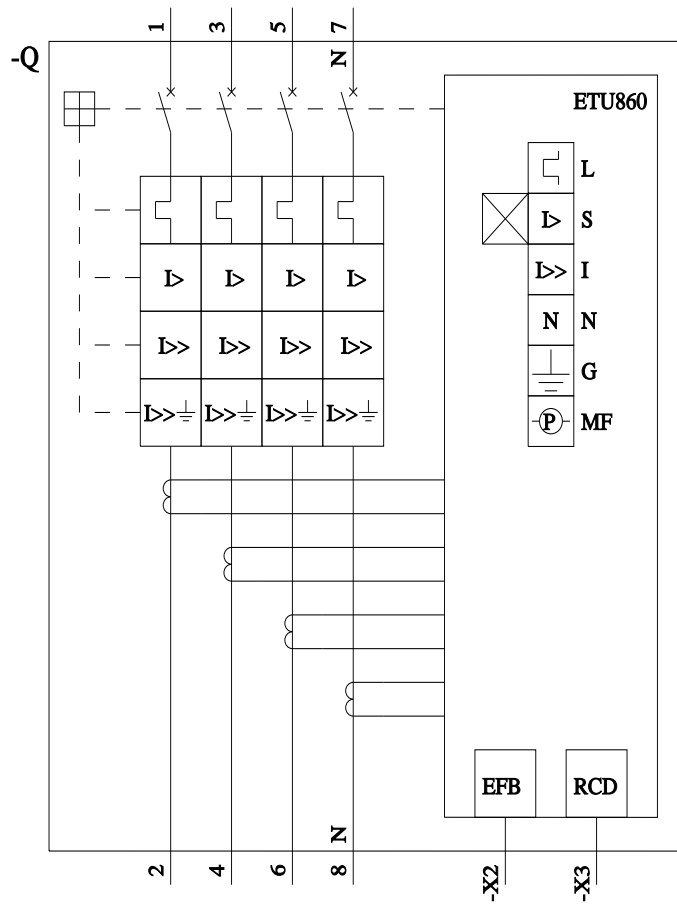 1 3 5 7
N
-Q
ETU860
L
I> S
I>> I
N N
G
P MF
I> I> I> I>
I>> I>> I>> I>>
I>> I>> I>> I>>
EFB RCD
N
2 4 6 8 -X2 -X3